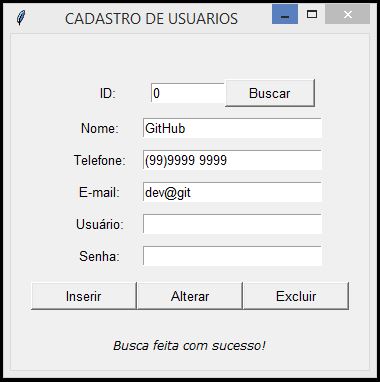 CADASTRO DE USUARIOS
ID: 0 Buscar
Nome: GitHub
Telefone: (99)9999 9999
E-mail: dev@git
Usuário:
Senha:
Inserir Alterar Excluir
Busca feita com sucesso!